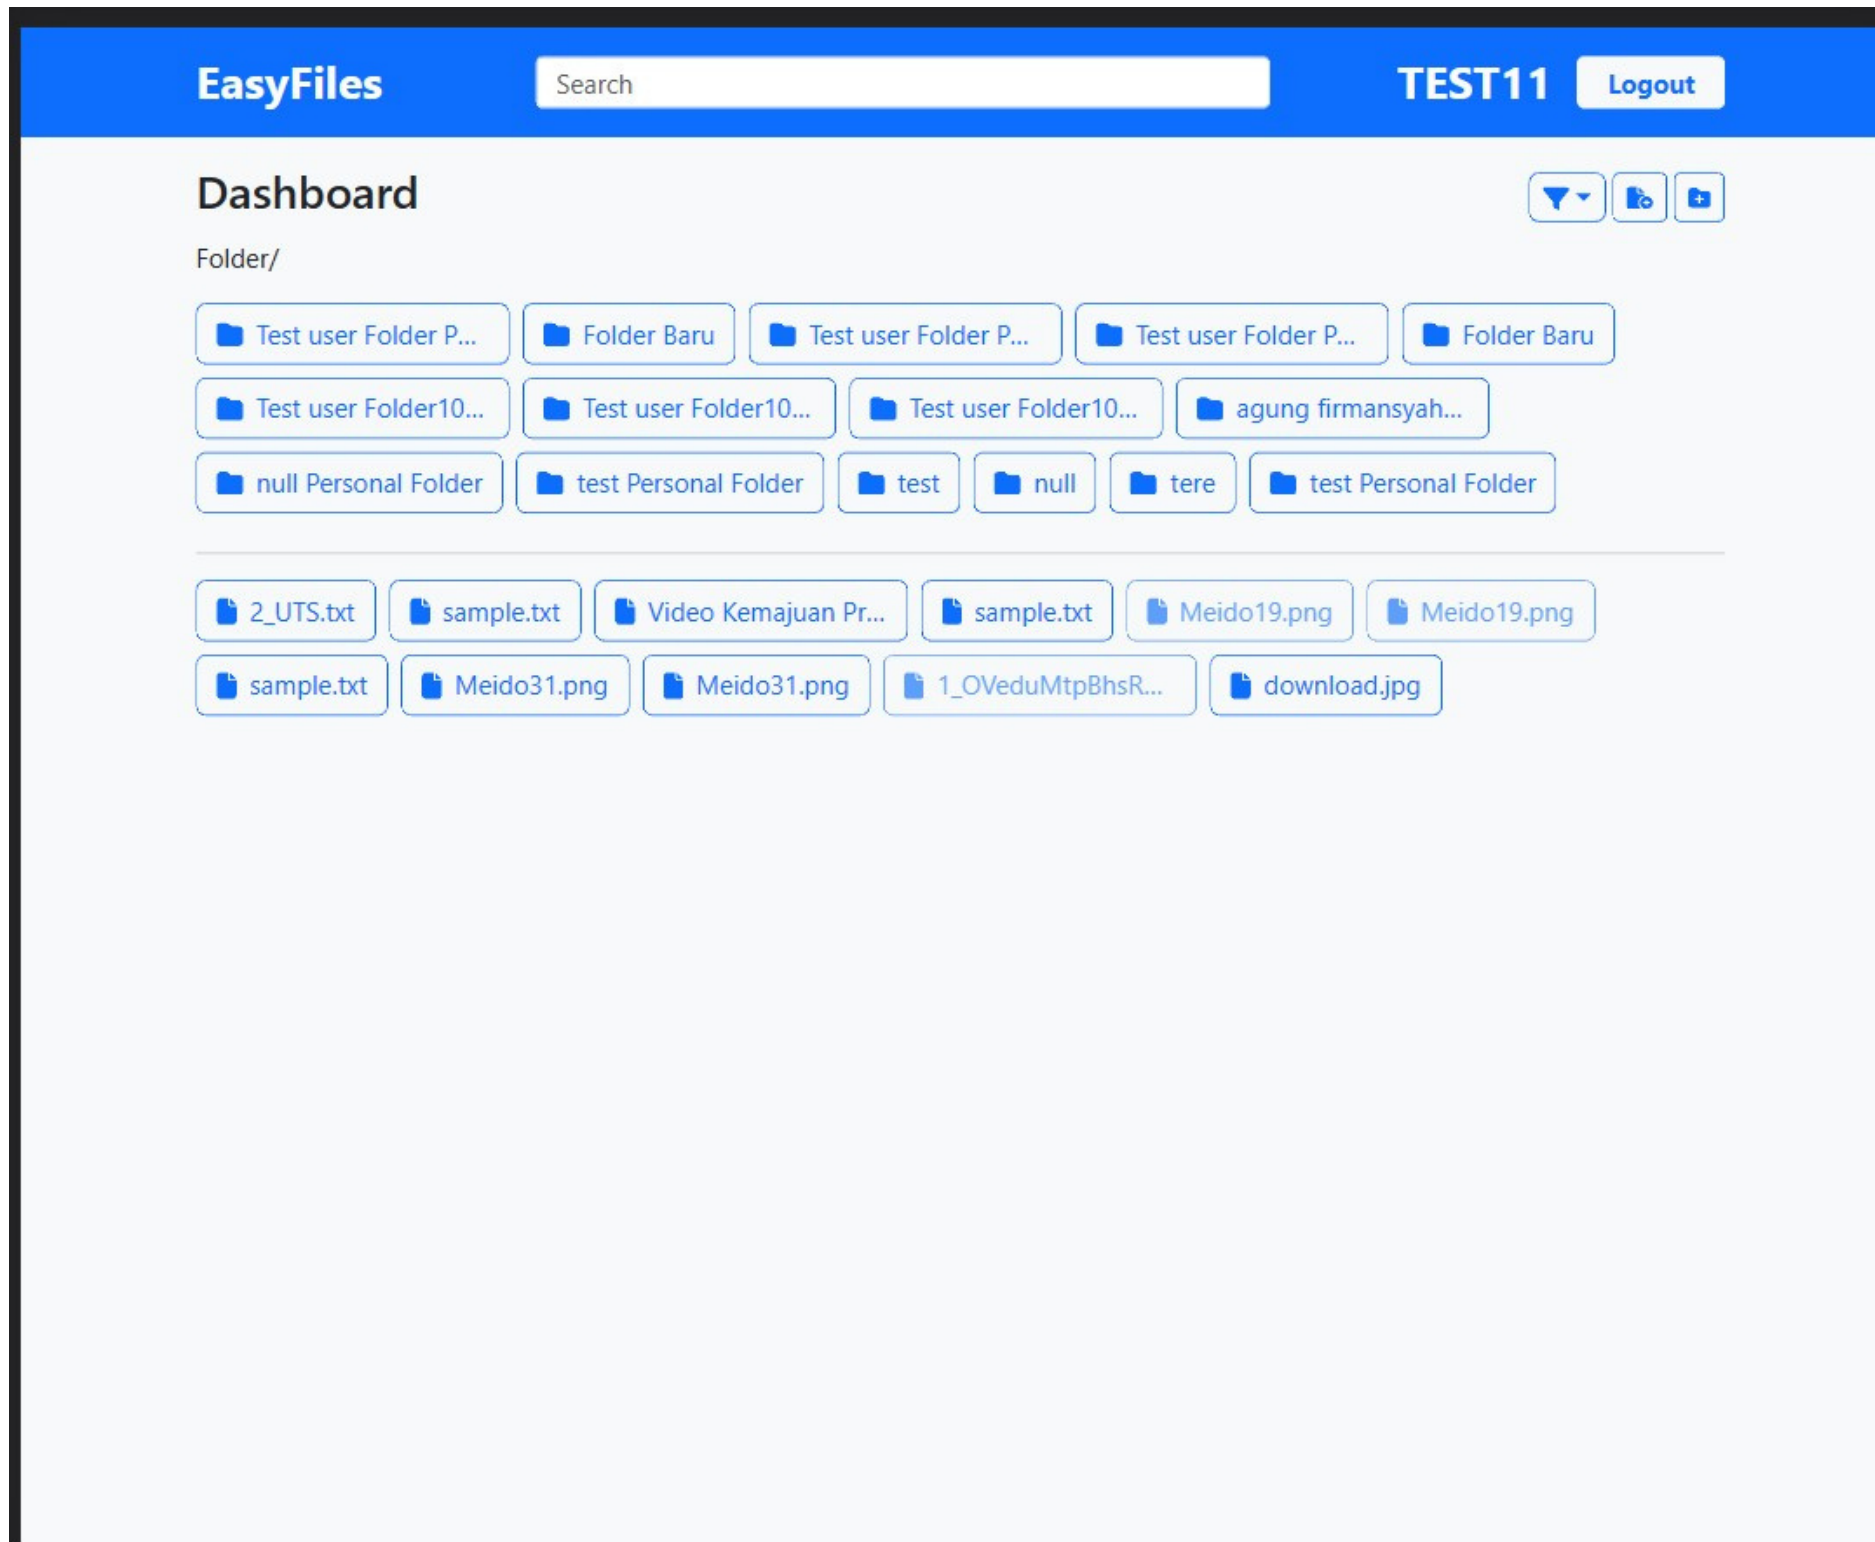 EasyFiles Search TEST11 Logout
Dashboard
Folder/
Test user Folder P... Folder Baru Test user Folder P... Test user Folder P... Folder Baru
Test user Folder10... Test user Folder10... Test user Folder10... agung firmansyah...
null Personal Folder test Personal Folder test null tere test Personal Folder
2_UTS.txt sample.txt Video Kemajuan Pr... sample.txt Meido19.png Meido19.png
sample.txt Meido31.png Meido31.png 1_OVeduMtpBhsR... download.jpg